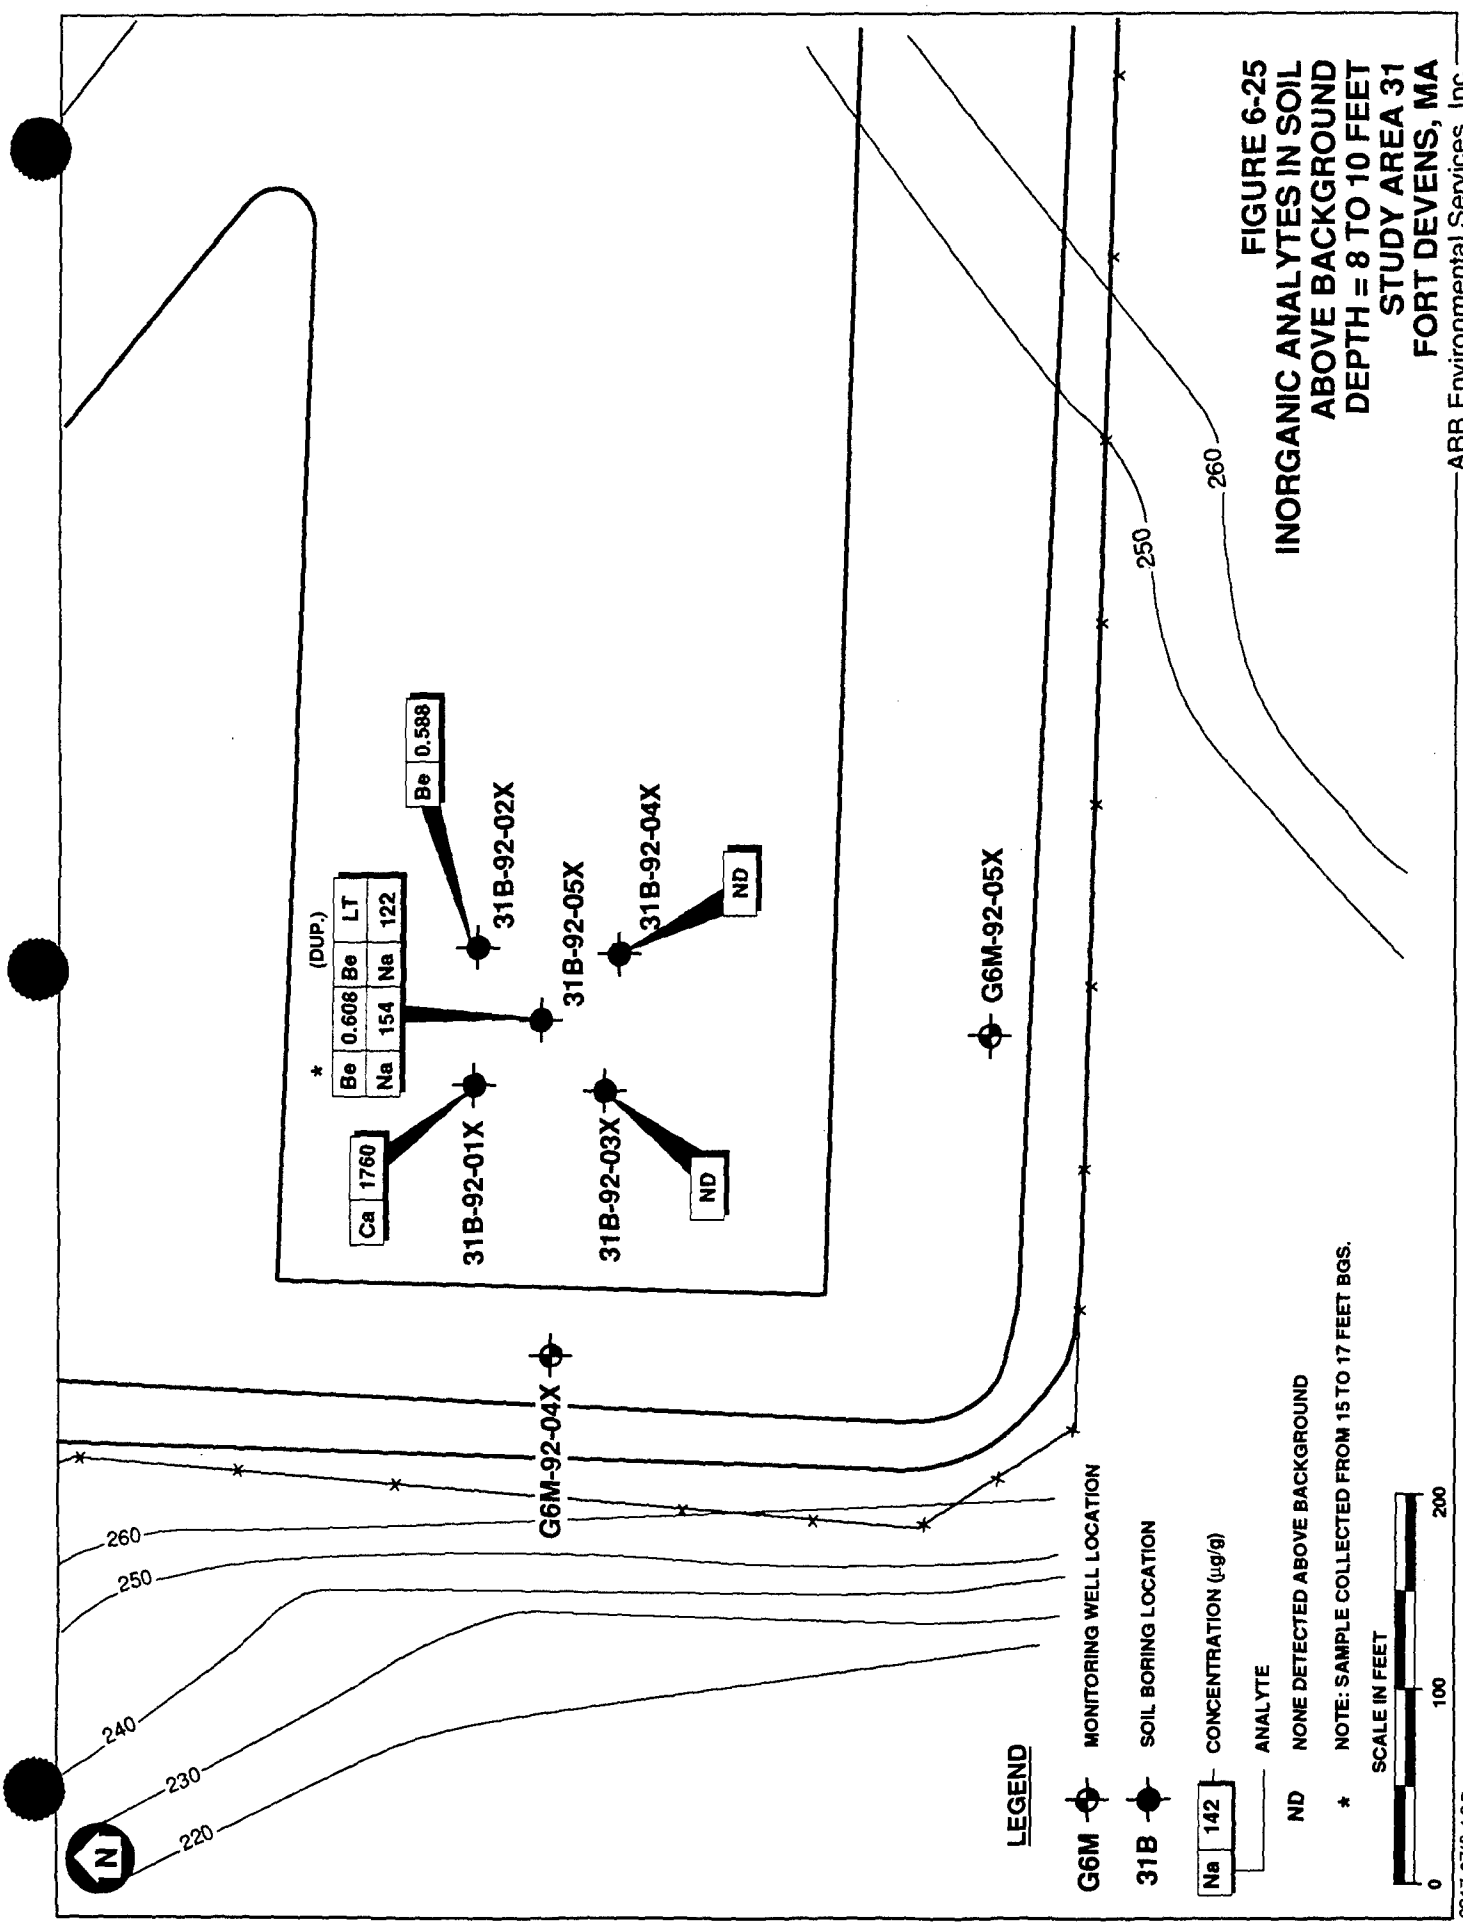 N
260
250
240
230
220
* (DUP.)
Be 0.608 Be LT
Na 154 Na 122
Ca 1760
Be 0.588
31B-92-01X
31B-92-02X
31B-92-05X
31B-92-03X
31B-92-04X
ND
ND
G6M-92-04X
G6M-92-05X
250
260
LEGEND
G6M MONITORING WELL LOCATION
31B SOIL BORING LOCATION
Na 142 CONCENTRATION (µg/g)
ANALYTE
ND NONE DETECTED ABOVE BACKGROUND
* NOTE: SAMPLE COLLECTED FROM 15 TO 17 FEET BGS.
SCALE IN FEET
0 100 200
FIGURE 6-25
INORGANIC ANALYTES IN SOIL
ABOVE BACKGROUND
DEPTH = 8 TO 10 FEET
STUDY AREA 31
FORT DEVENS, MA
ABB Environmental Services, Inc.